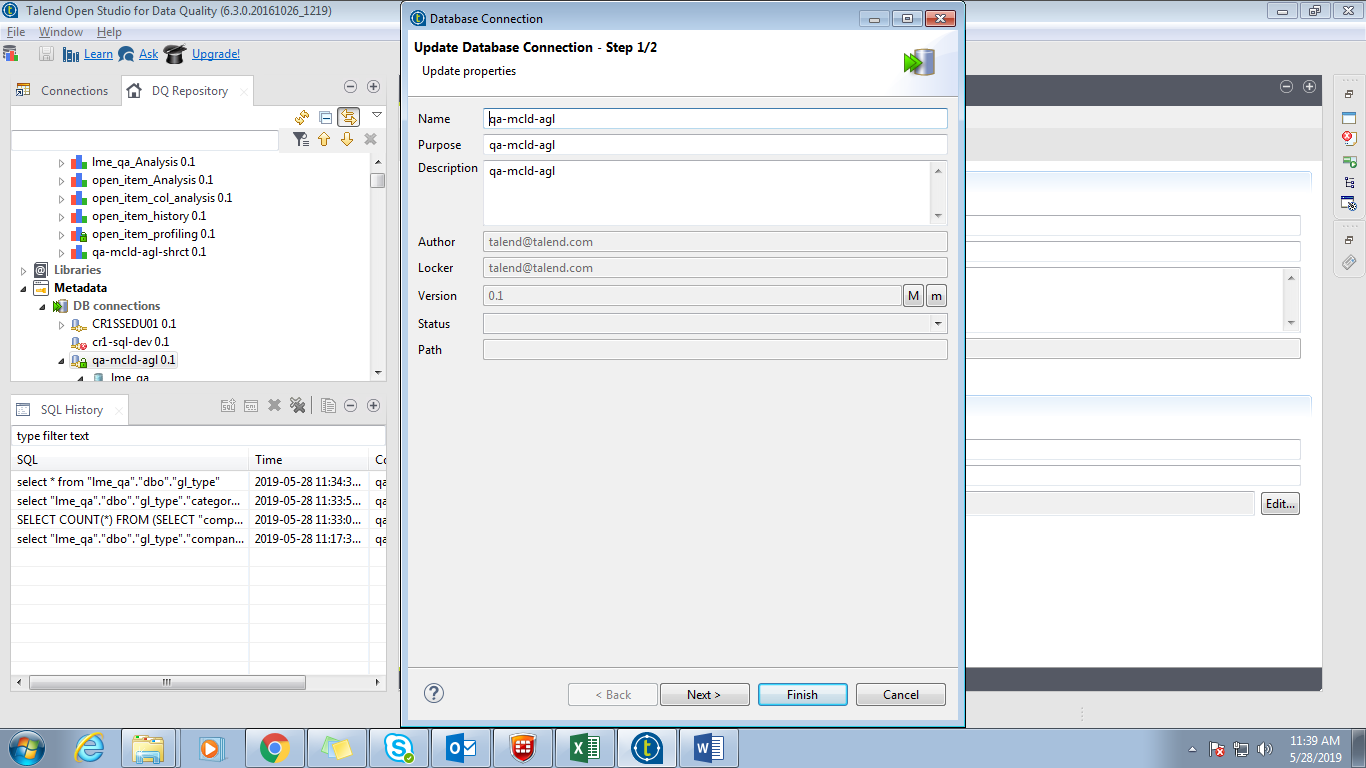 Talend Open Studio for Data Quality (6.3.0.20161026_1219)
File Window Help
Learn Ask Upgrade!
Connections DQ Repository
lme_qa_Analysis 0.1
open_item_Analysis 0.1
open_item_col_analysis 0.1
open_item_history 0.1
open_item_profiling 0.1
qa-mcld-agl-shrct 0.1
Libraries
Metadata
DB connections
CR1SSEDU01 0.1
cr1-sql-dev 0.1
qa-mcld-agl 0.1
lme_qa
SQL History
type filter text
SQL Time Co
select * from "lme_qa"."dbo"."gl_type" 2019-05-28 11:34:3... qa
select "lme_qa"."dbo"."gl_type"."categor... 2019-05-28 11:33:5... qa
SELECT COUNT(*) FROM (SELECT "comp... 2019-05-28 11:33:0... qa
select "lme_qa"."dbo"."gl_type"."compan... 2019-05-28 11:17:3... qa
Database Connection
Update Database Connection - Step 1/2
Update properties
Name qa-mcld-agl
Purpose qa-mcld-agl
Description qa-mcld-agl
Author talend@talend.com
Locker talend@talend.com
Version 0.1 M m
Status
Path
? < Back Next > Finish Cancel
Edit...
11:39 AM
5/28/2019